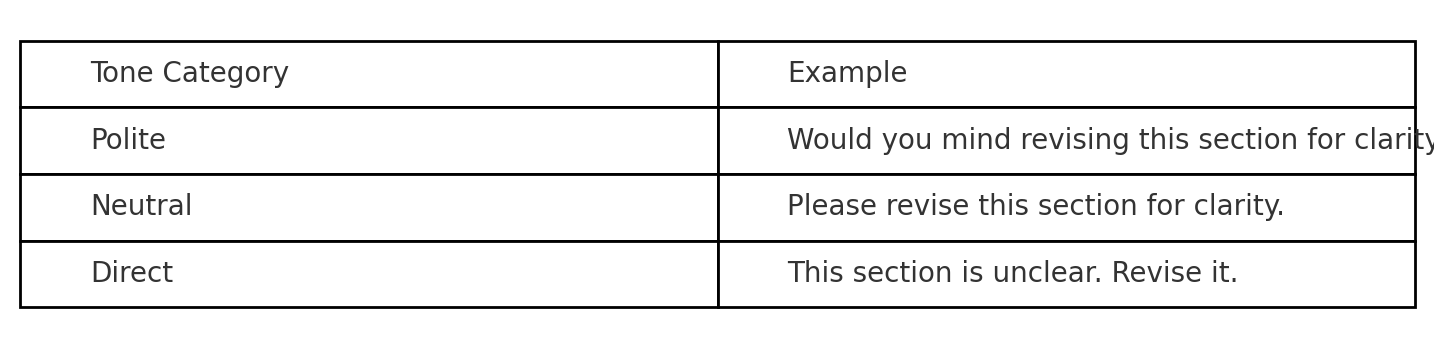 Tone Category Example
Polite Would you mind revising this section for clarity
Neutral Please revise this section for clarity.
Direct This section is unclear. Revise it.